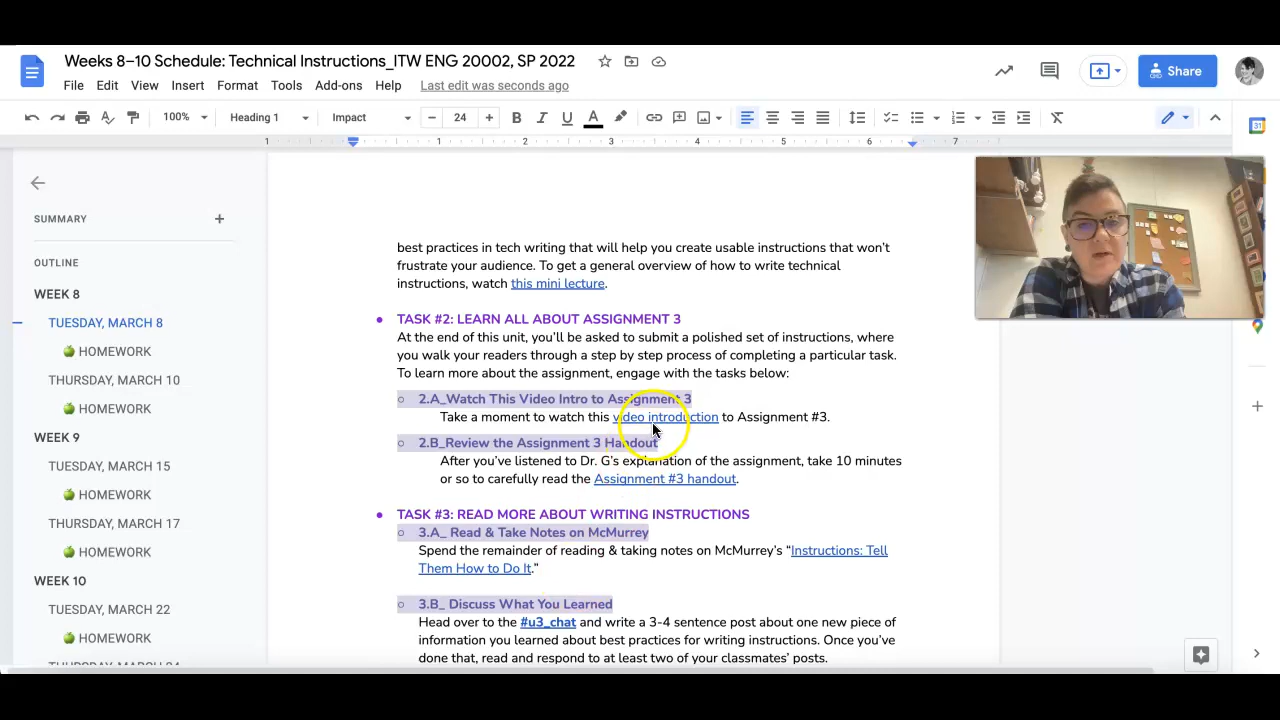 Weeks 8–10 Schedule: Technical Instructions_ITW ENG 20002, SP 2022
File Edit View Insert Format Tools Add-ons Help Last edit was seconds ago
Share
100% Heading 1 Impact 24
1 2 3 4 5 6 7
SUMMARY
OUTLINE
WEEK 8
TUESDAY, MARCH 8
🍏 HOMEWORK
THURSDAY, MARCH 10
🍏 HOMEWORK
WEEK 9
TUESDAY, MARCH 15
🍏 HOMEWORK
THURSDAY, MARCH 17
🍏 HOMEWORK
WEEK 10
TUESDAY, MARCH 22
🍏 HOMEWORK
best practices in tech writing that will help you create usable instructions that won't
frustrate your audience. To get a general overview of how to write technical
instructions, watch this mini lecture.
● TASK #2: LEARN ALL ABOUT ASSIGNMENT 3
At the end of this unit, you'll be asked to submit a polished set of instructions, where
you walk your readers through a step by step process of completing a particular task.
To learn more about the assignment, engage with the tasks below:
○ 2.A_Watch This Video Intro to Assignment 3
Take a moment to watch this video introduction to Assignment #3.
○ 2.B_Review the Assignment 3 Handout
After you've listened to Dr. G's explanation of the assignment, take 10 minutes
or so to carefully read the Assignment #3 handout.
● TASK #3: READ MORE ABOUT WRITING INSTRUCTIONS
○ 3.A_ Read & Take Notes on McMurrey
Spend the remainder of reading & taking notes on McMurrey's “Instructions: Tell
Them How to Do It.”
○ 3.B_ Discuss What You Learned
Head over to the #u3_chat and write a 3-4 sentence post about one new piece of
information you learned about best practices for writing instructions. Once you've
done that, read and respond to at least two of your classmates' posts.
31